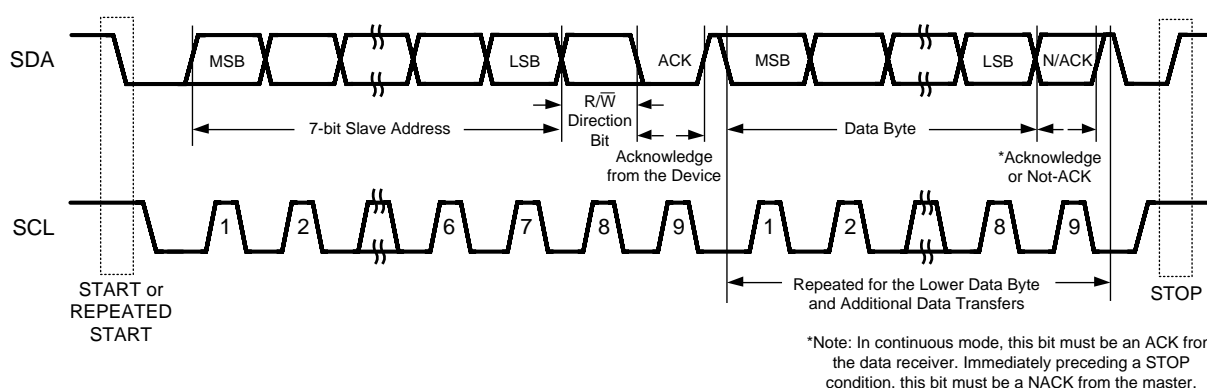 SDA
MSB
LSB
ACK
MSB
LSB
N/ACK
R/W
Direction
Bit
7-bit Slave Address
Data Byte
Acknowledge
from the Device
*Acknowledge
or Not-ACK
SCL
1
2
6
7
8
9
1
2
8
9
START or
REPEATED
START
Repeated for the Lower Data Byte
and Additional Data Transfers
STOP
*Note: In continuous mode, this bit must be an ACK from
the data receiver. Immediately preceding a STOP
condition, this bit must be a NACK from the master.